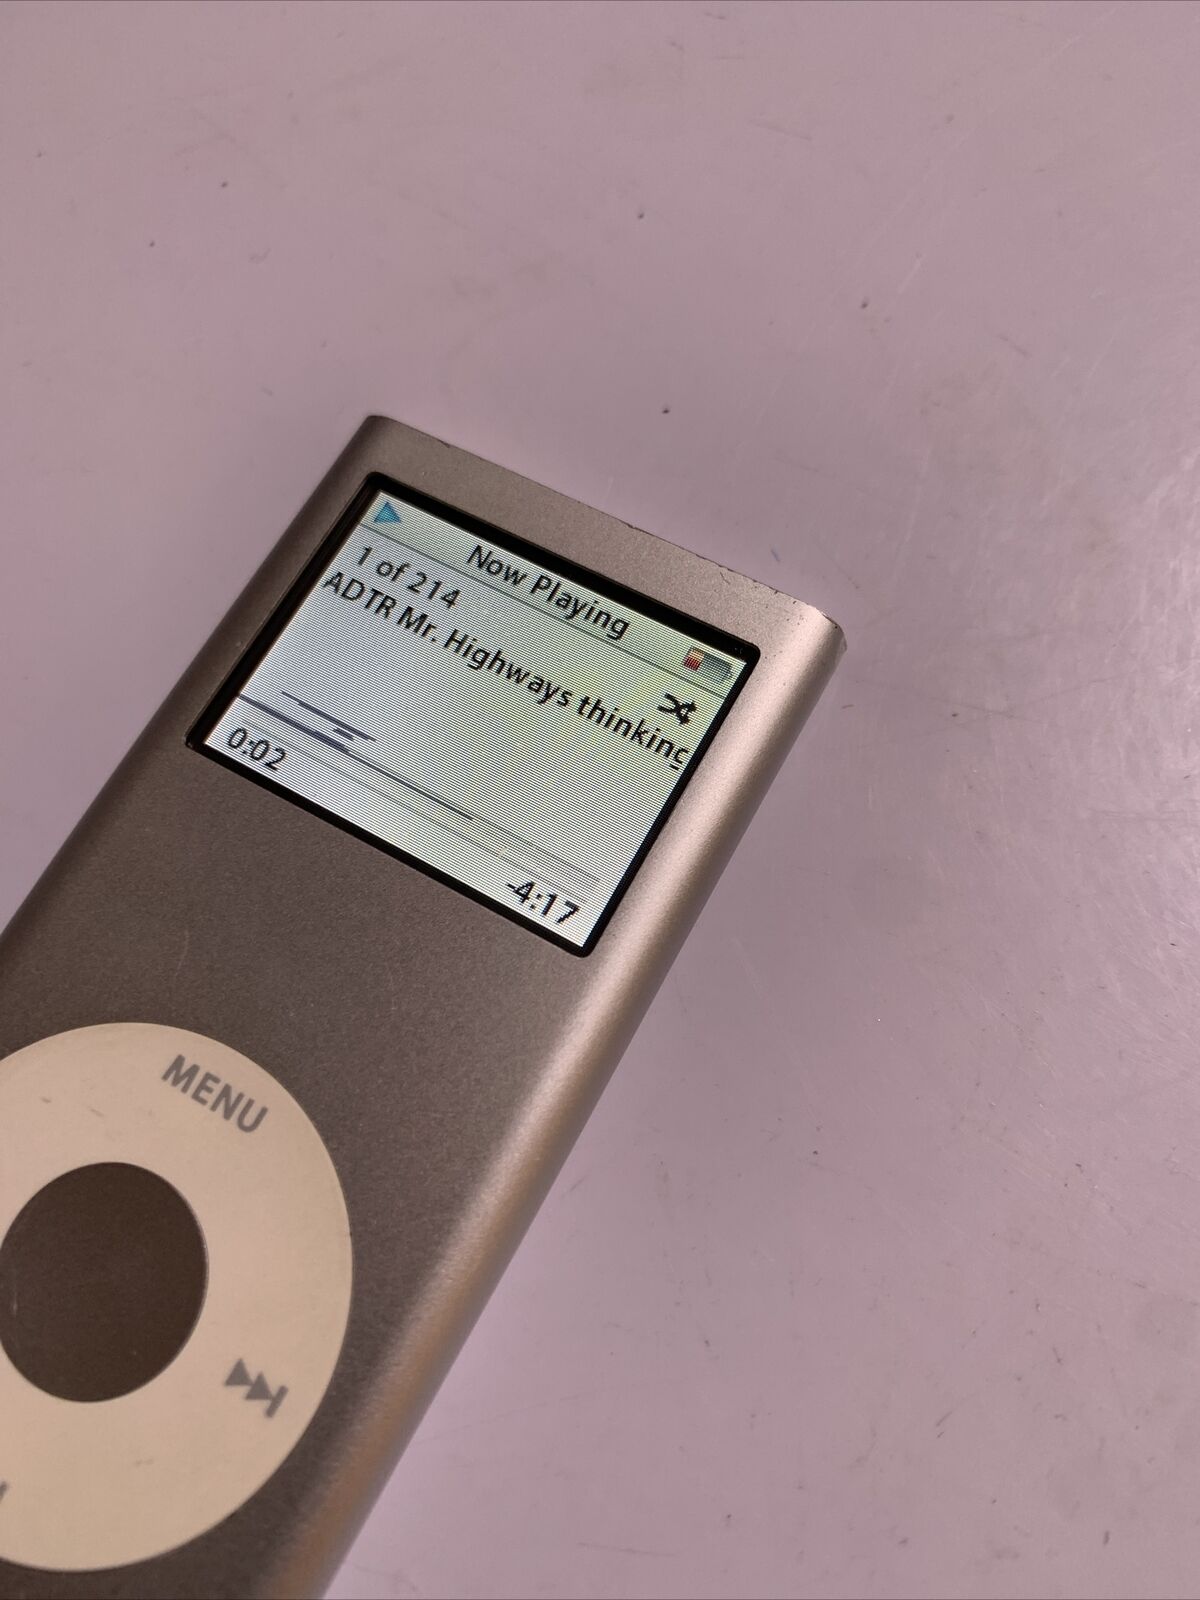 Now Playing
1 of 214
ADTR Mr. Highways thinking
0:02
-4:17
MENU